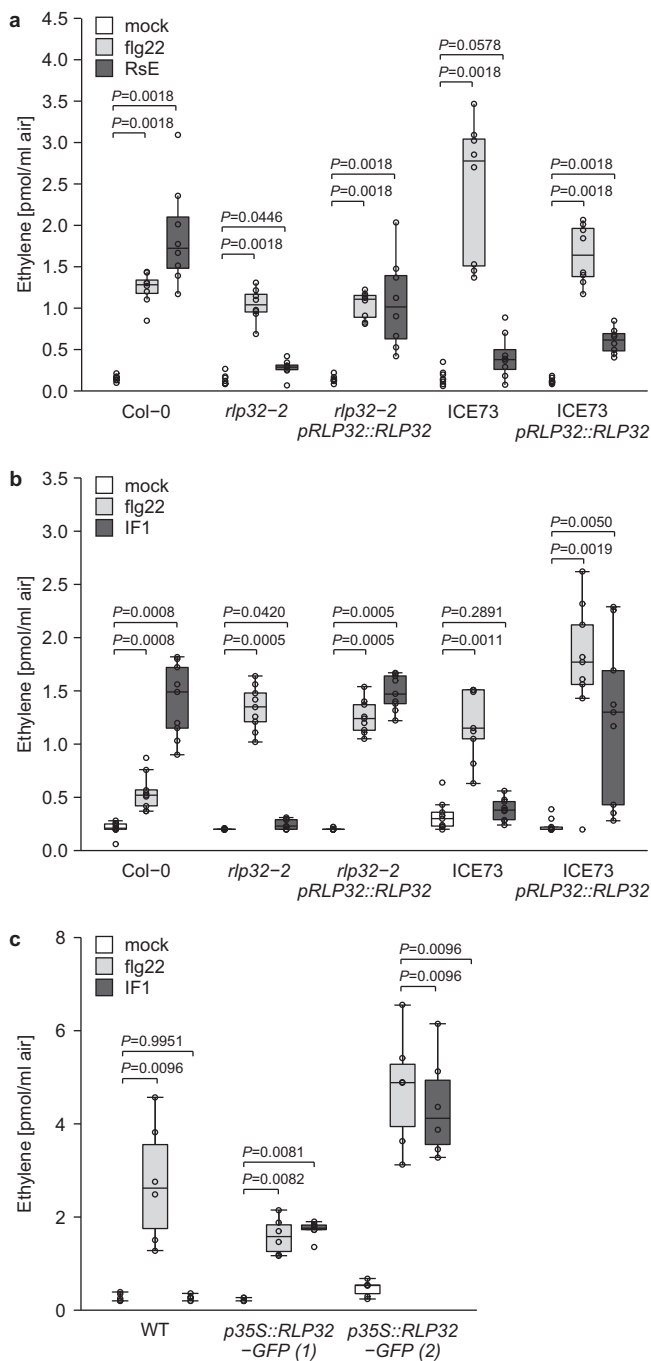 a
mock
flg22
RsE
Ethylene [pmol/ml air]
4.5
4.0
3.5
3.0
2.5
2.0
1.5
1.0
0.5
0.0
P=0.0018
P=0.0018
P=0.0446
P=0.0018
P=0.0018
P=0.0018
P=0.0578
P=0.0018
P=0.0018
P=0.0018
Col−0
rlp32−2
rlp32−2
pRLP32::RLP32
ICE73
ICE73
pRLP32::RLP32
b
mock
flg22
IF1
Ethylene [pmol/ml air]
3.5
3.0
2.5
2.0
1.5
1.0
0.5
0.0
P=0.0008
P=0.0008
P=0.0420
P=0.0005
P=0.0005
P=0.0005
P=0.2891
P=0.0011
P=0.0050
P=0.0019
Col−0
rlp32−2
rlp32−2
pRLP32::RLP32
ICE73
ICE73
pRLP32::RLP32
c
mock
flg22
IF1
Ethylene [pmol/ml air]
8
6
4
2
0
P=0.9951
P=0.0096
P=0.0081
P=0.0082
P=0.0096
P=0.0096
WT
p35S::RLP32
−GFP (1)
p35S::RLP32
−GFP (2)